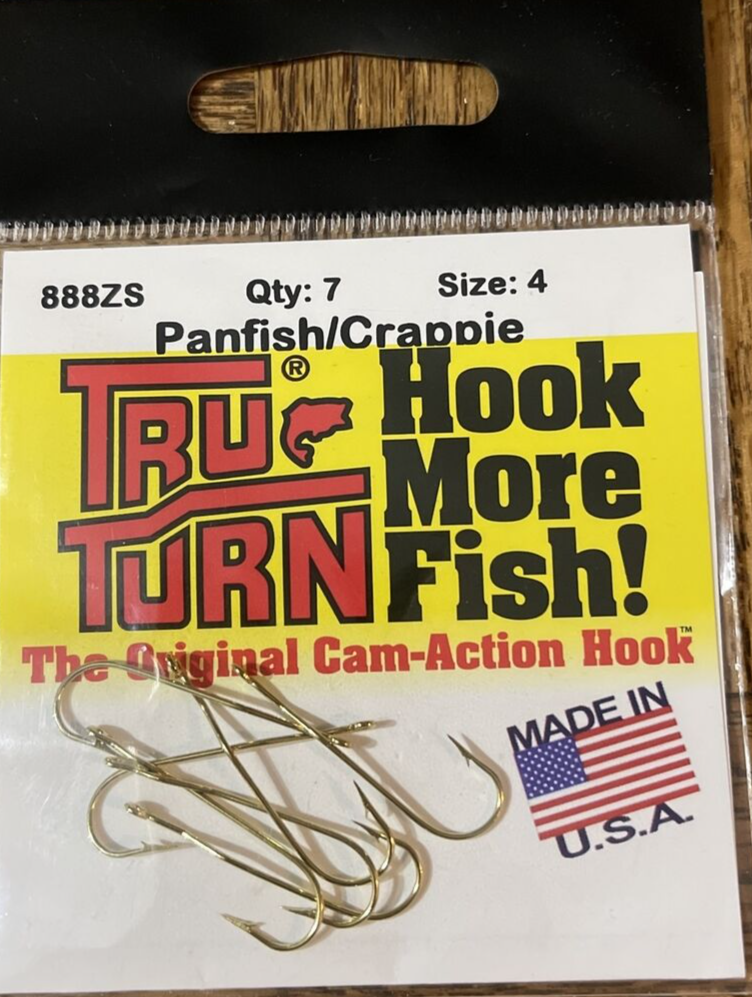 888ZS Qty: 7 Size: 4
Panfish/Crappie
TRU ®
TURN
Hook
More
Fish!
The Original Cam-Action Hook™
MADE IN
U.S.A.